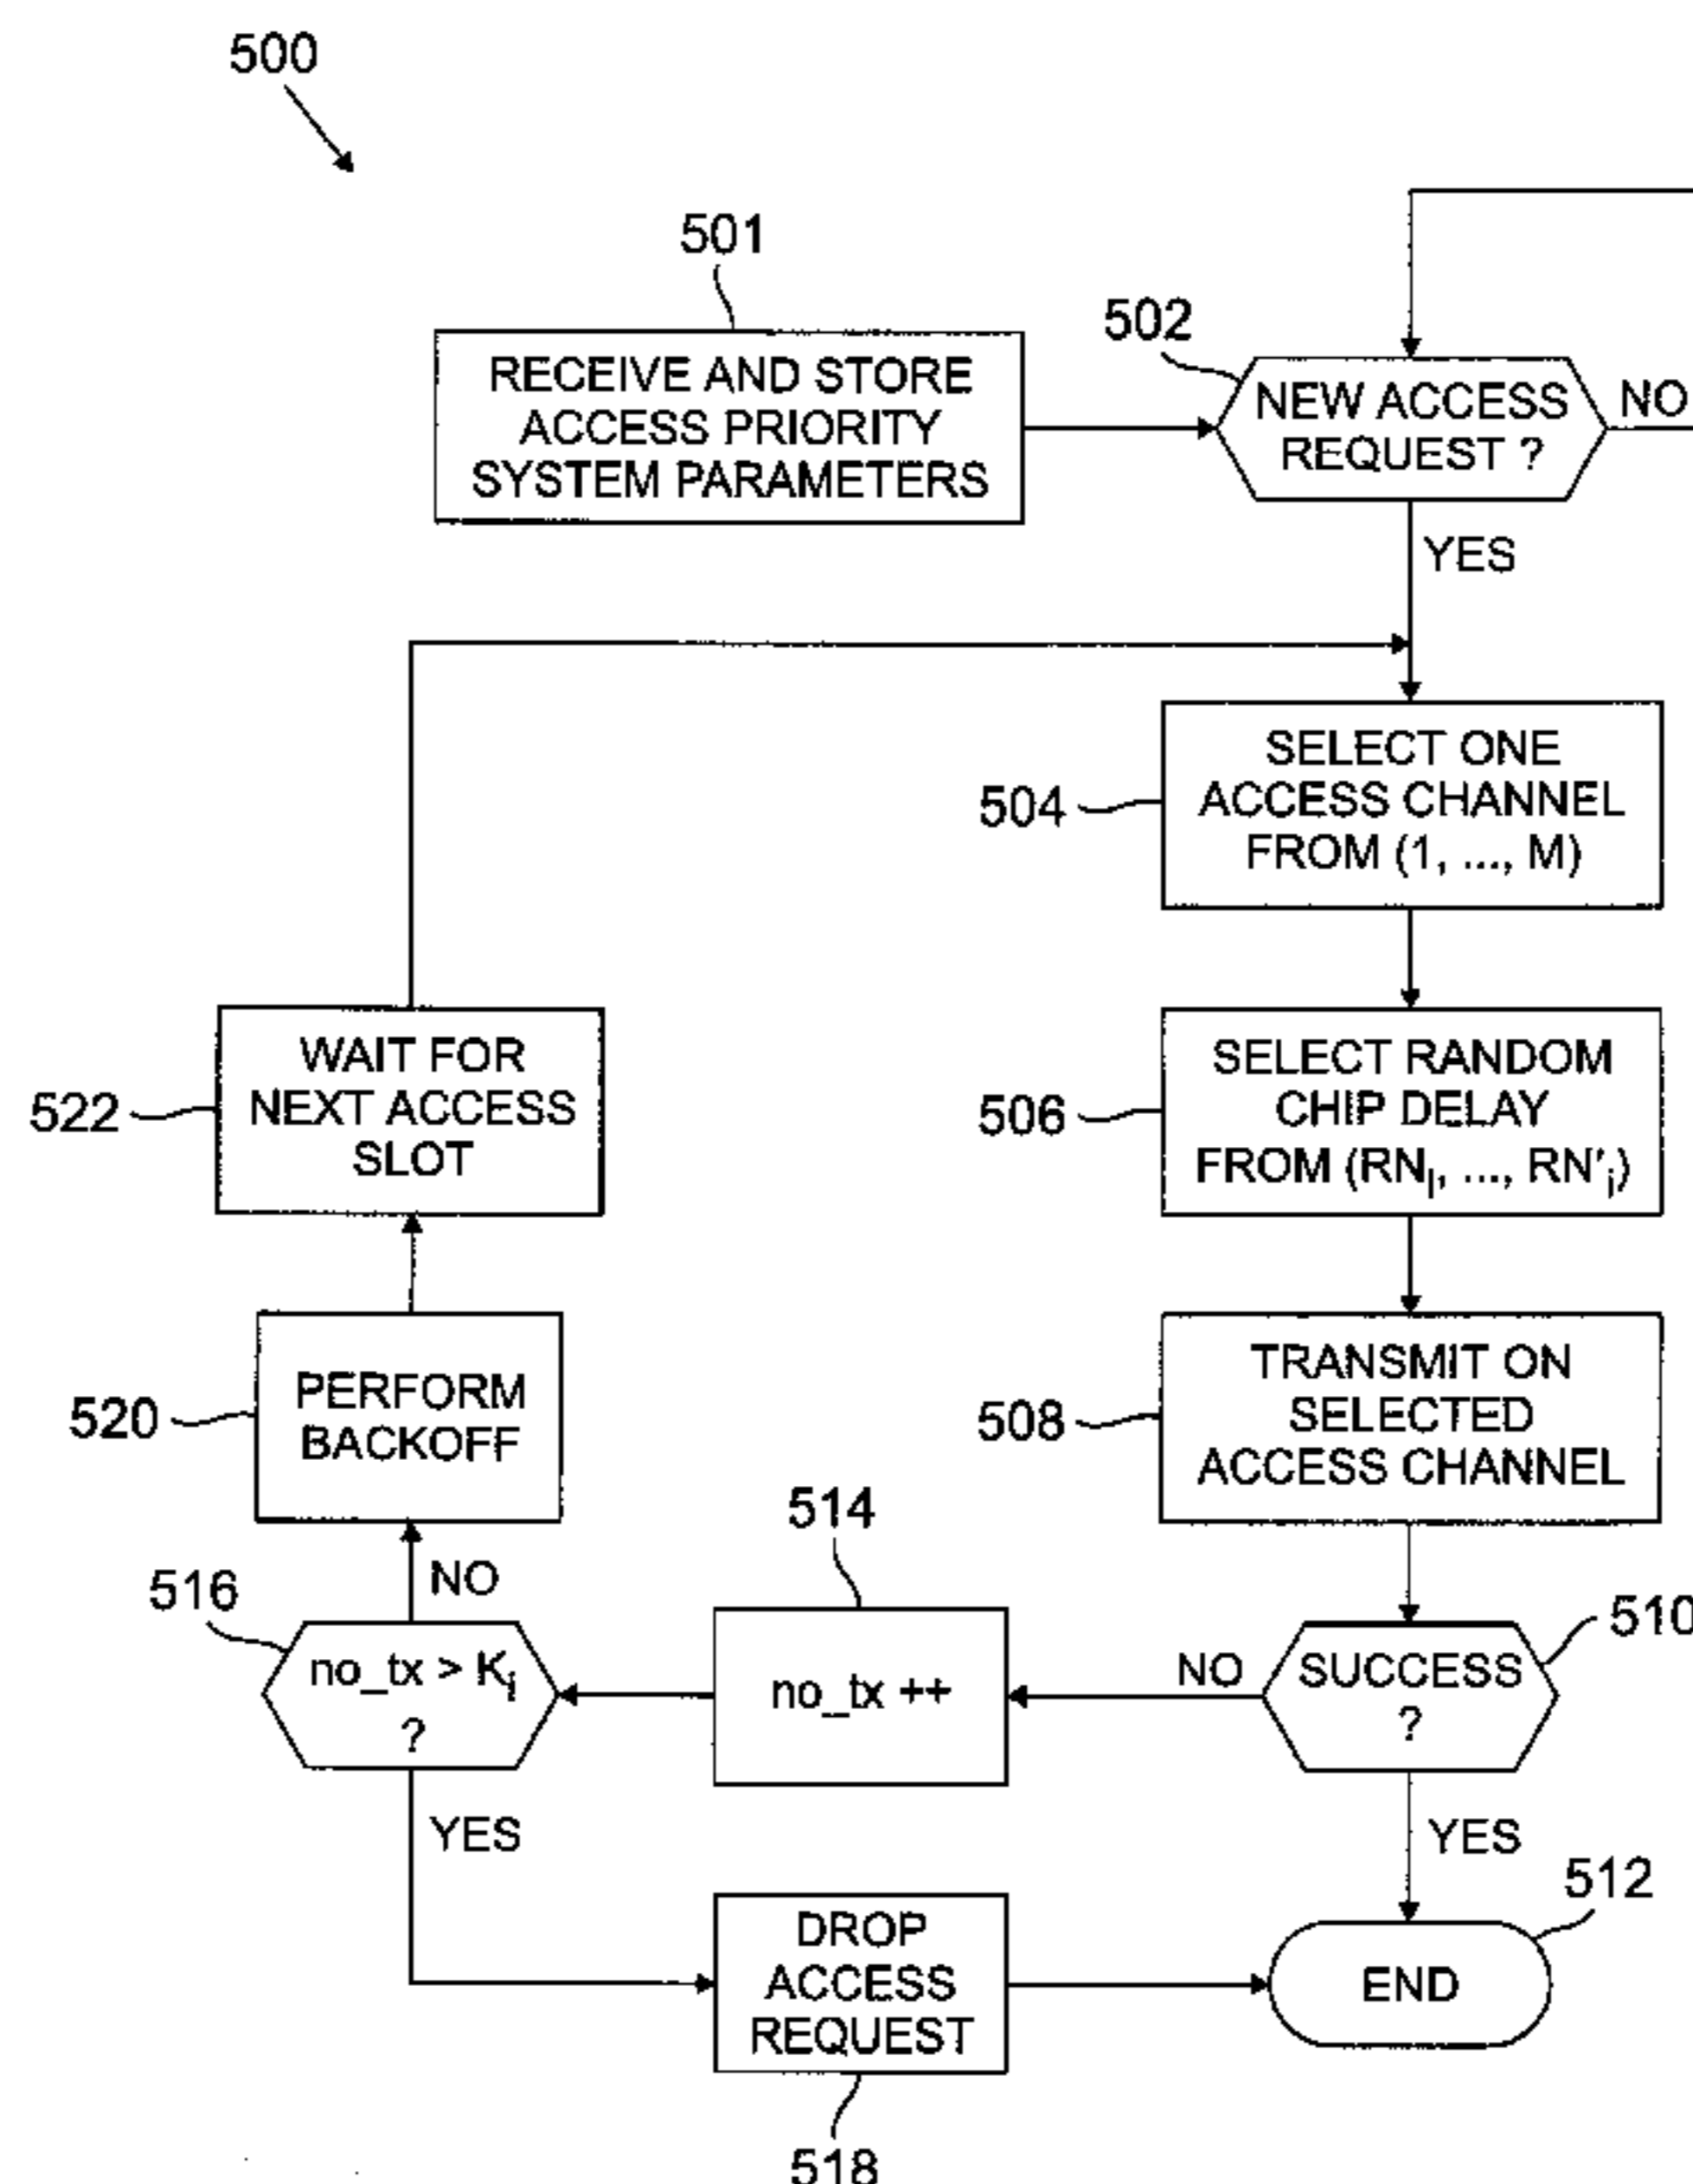 500
501
RECEIVE AND STORE
ACCESS PRIORITY
SYSTEM PARAMETERS
502
NEW ACCESS
REQUEST ?
NO
YES
504
SELECT ONE
ACCESS CHANNEL
FROM (1, ..., M)
506
SELECT RANDOM
CHIP DELAY
FROM (RNi, ..., RN'i)
522
WAIT FOR
NEXT ACCESS
SLOT
508
TRANSMIT ON
SELECTED
ACCESS CHANNEL
520
PERFORM
BACKOFF
NO
516
no_tx > Ki
?
YES
514
no_tx ++
NO
510
SUCCESS
?
YES
518
DROP
ACCESS
REQUEST
512
END